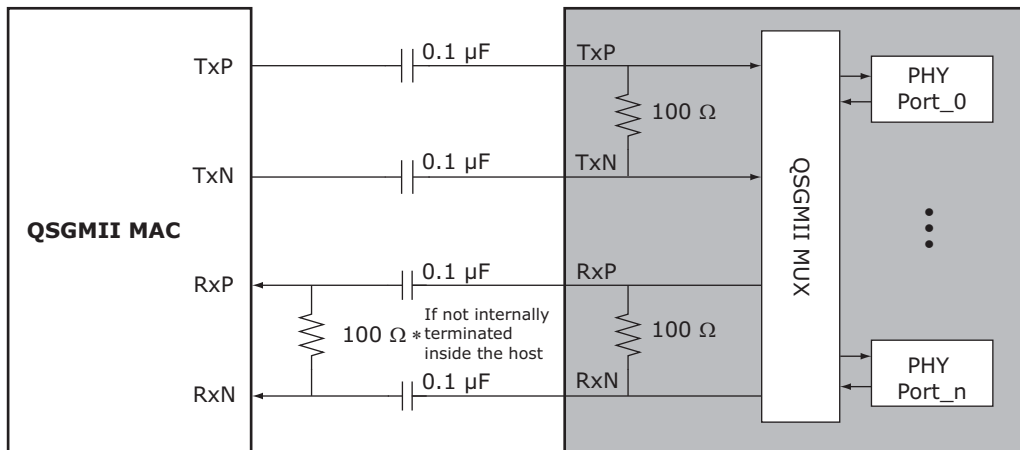 0.1 µF
TxP
TxP
100 Ω
0.1 µF
TxN
TxN
QSGMII MAC
0.1 µF
RxP
RxP
100 Ω *
If not internally
terminated
inside the host
100 Ω
0.1 µF
RxN
RxN
QSGMII MUX
PHY
Port_0
PHY
Port_n